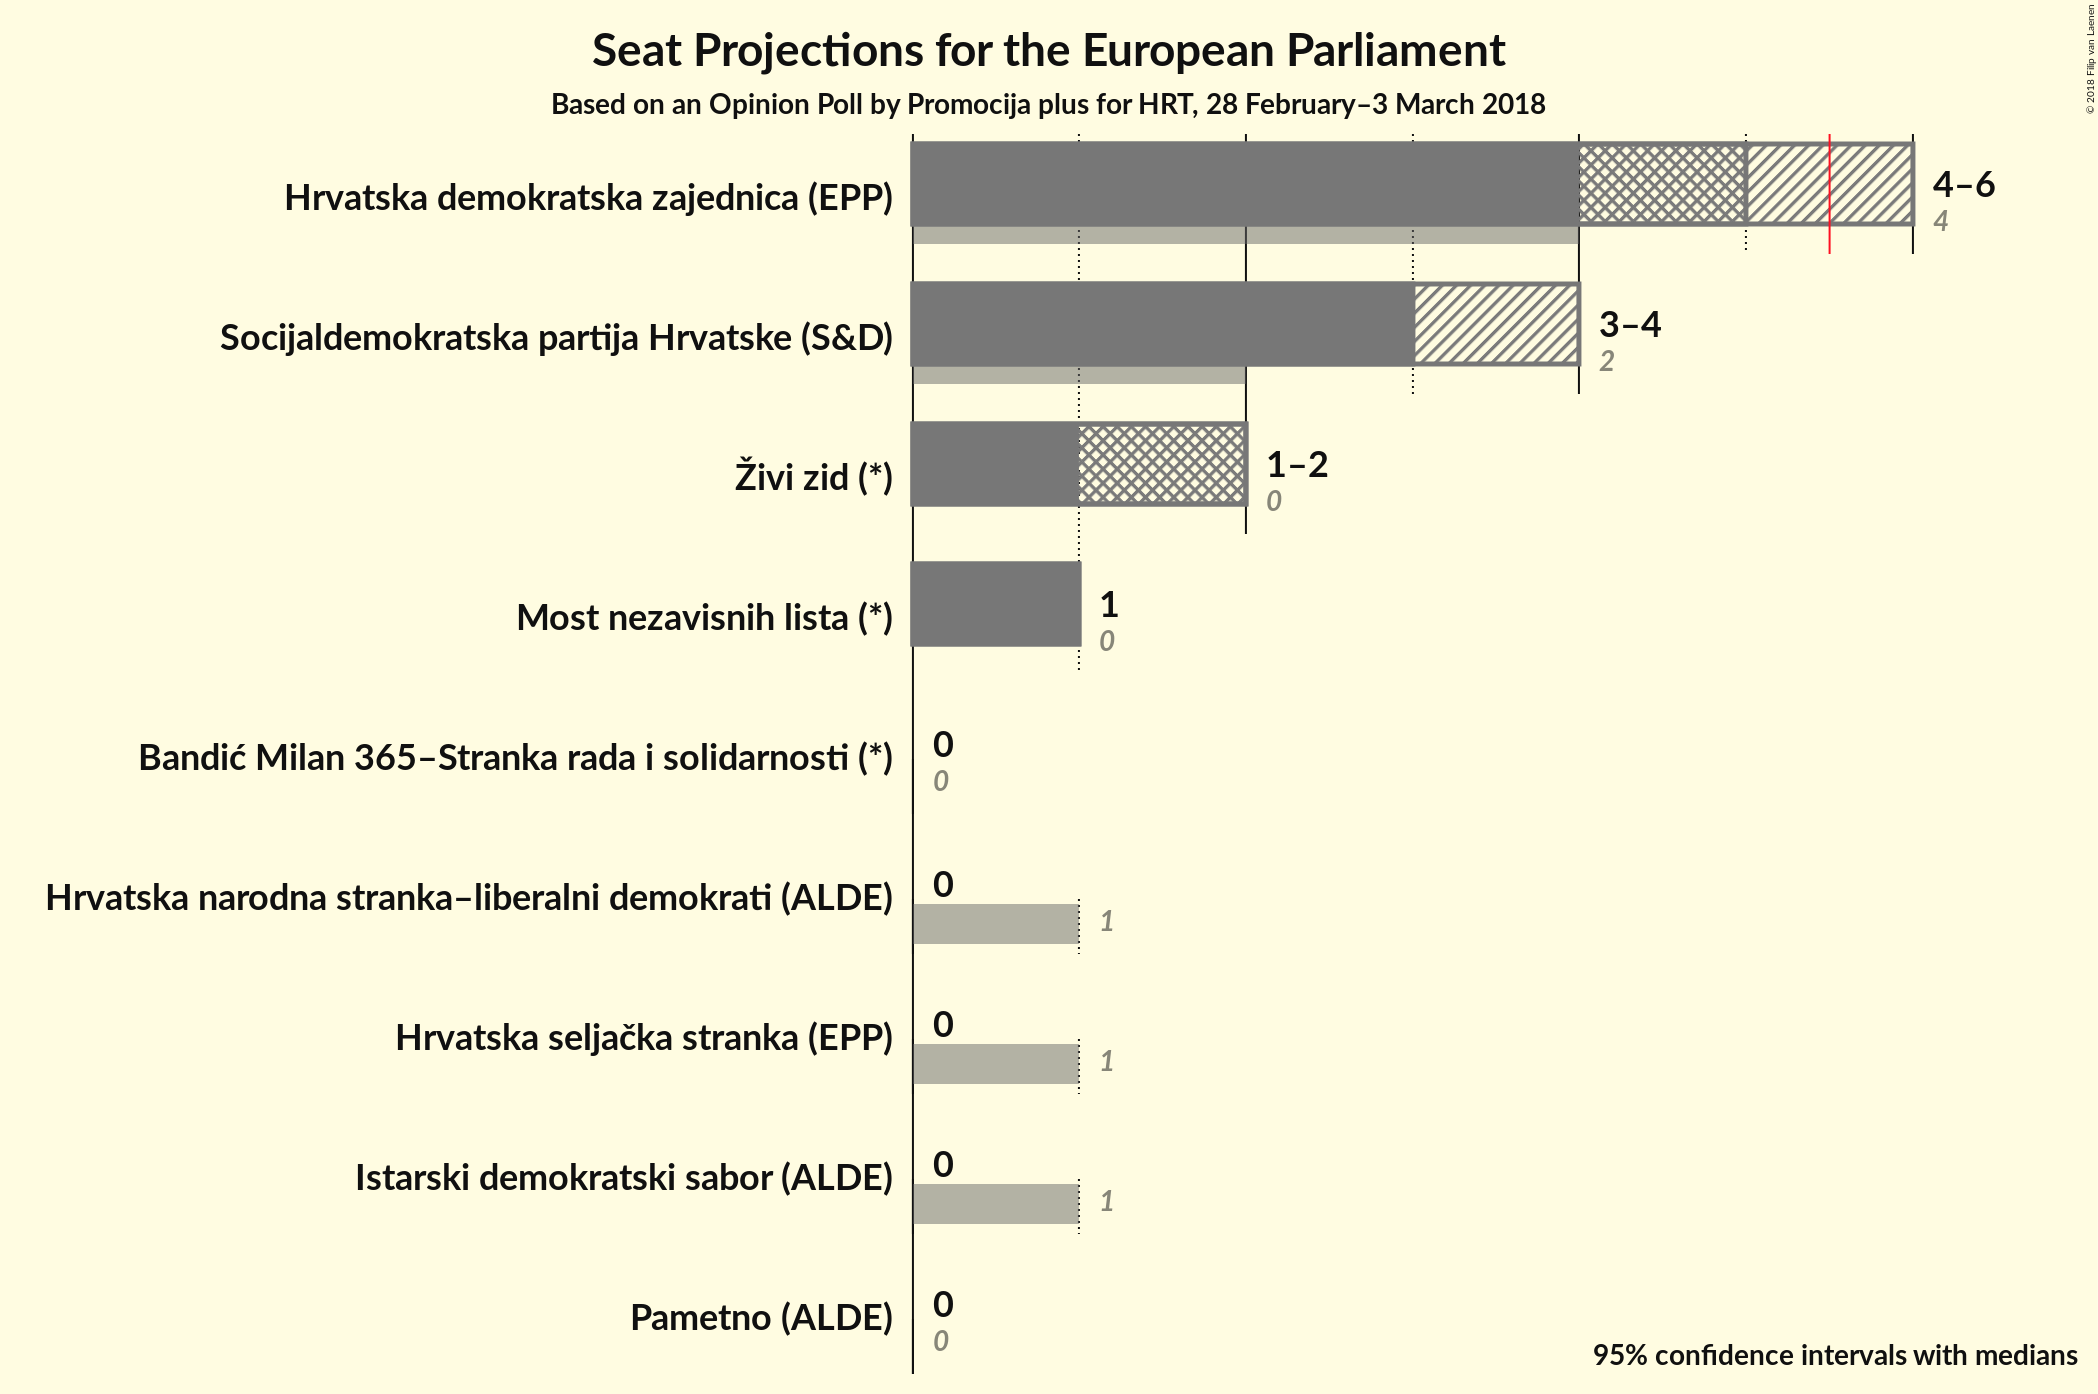 Seat Projections for the European Parliament
Based on an Opinion Poll by Promocija plus for HRT, 28 February–3 March 2018
© 2018 Filip van Laenen
Hrvatska demokratska zajednica (EPP)
4–6
4
Socijaldemokratska partija Hrvatske (S&D)
3–4
2
Živi zid (*)
1–2
0
Most nezavisnih lista (*)
1
0
Bandić Milan 365–Stranka rada i solidarnosti (*)
0
0
Hrvatska narodna stranka–liberalni demokrati (ALDE)
0
1
Hrvatska seljačka stranka (EPP)
0
1
Istarski demokratski sabor (ALDE)
0
1
Pametno (ALDE)
0
0
95% confidence intervals with medians